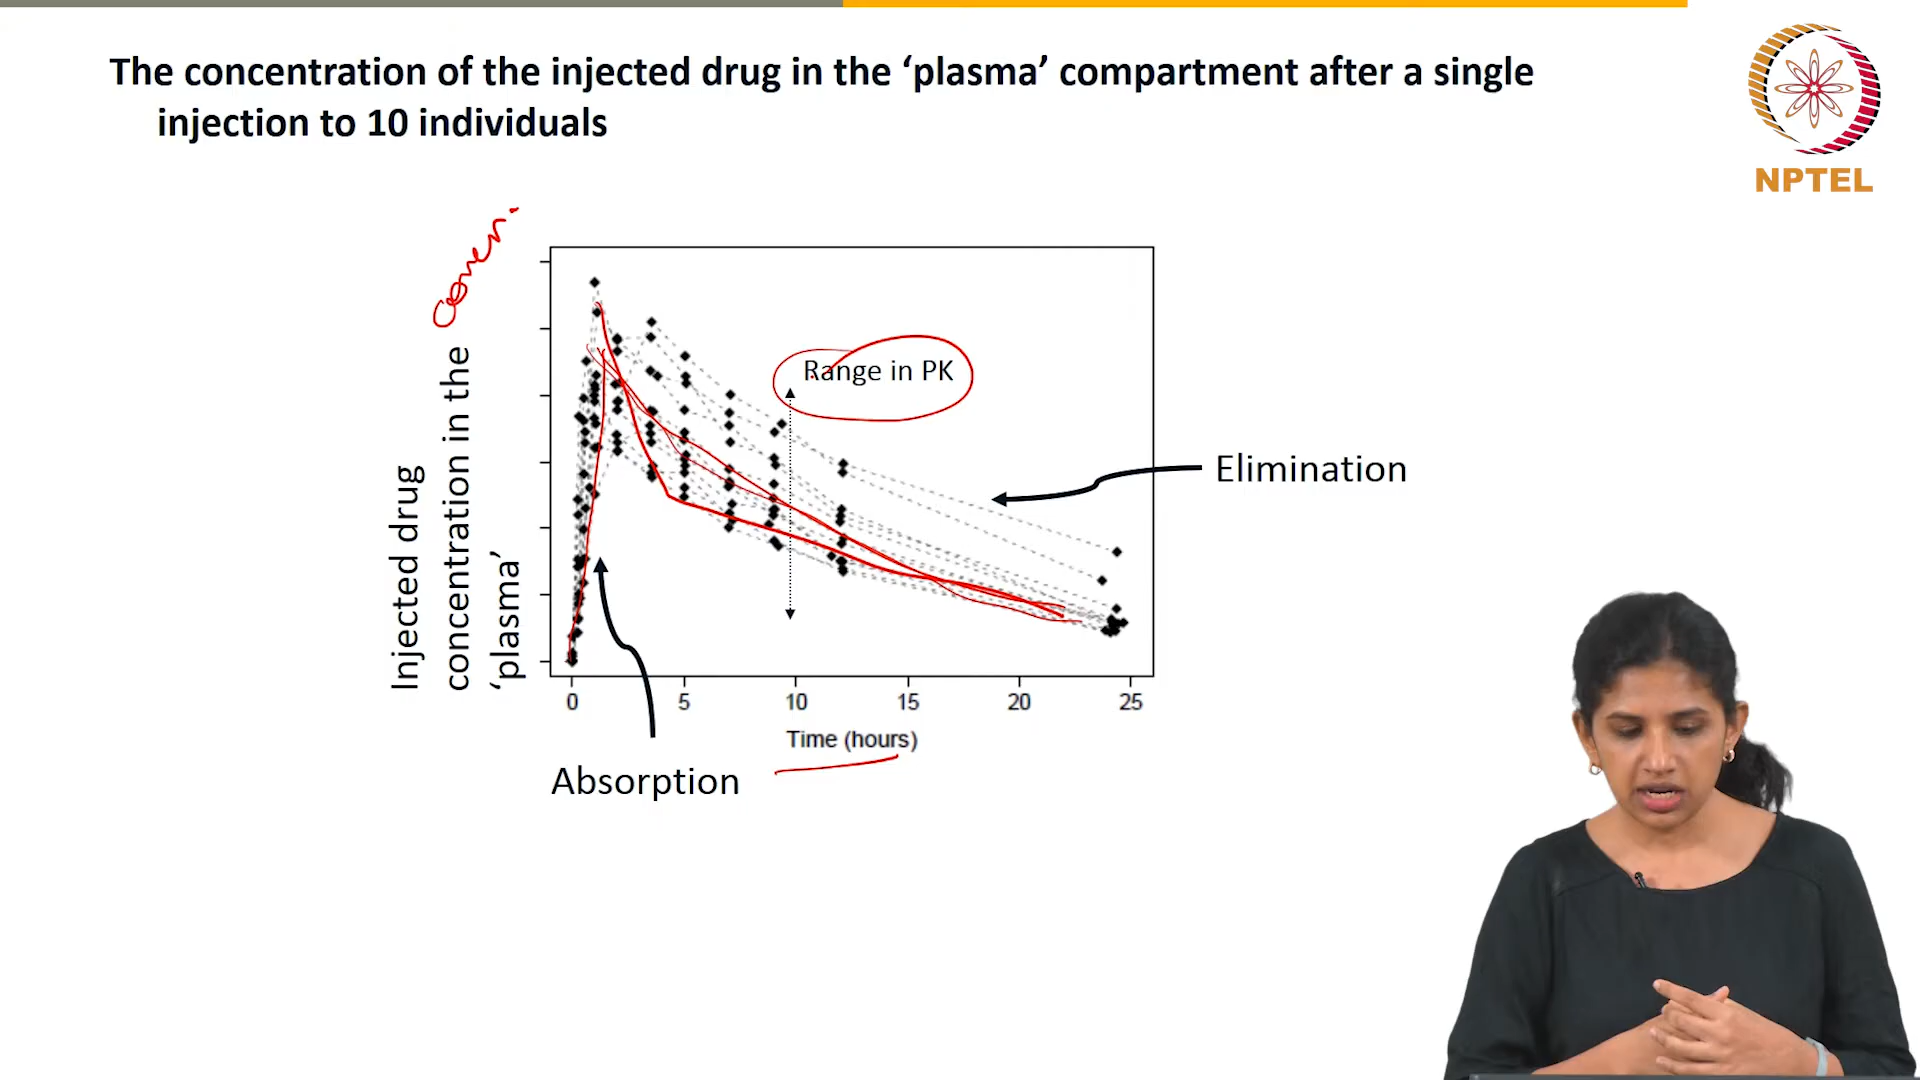 The concentration of the injected drug in the ‘plasma’ compartment after a single
injection to 10 individuals
NPTEL
Injected drug
concentration in the
‘plasma’
Range in PK
Elimination
0 5 10 15 20 25
Time (hours)
Absorption